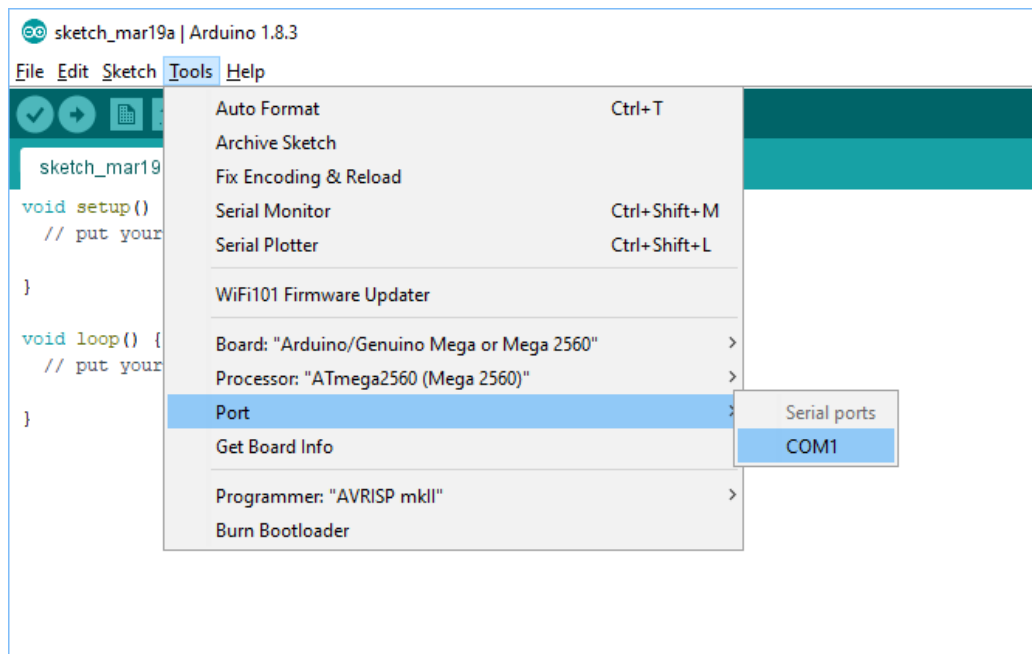 sketch_mar19a | Arduino 1.8.3
File Edit Sketch Tools Help
Auto Format Ctrl+T
Archive Sketch
sketch_mar19
Fix Encoding & Reload
void setup()
Serial Monitor Ctrl+Shift+M
// put your
Serial Plotter Ctrl+Shift+L
}
WiFi101 Firmware Updater
void loop() {
Board: "Arduino/Genuino Mega or Mega 2560"
// put your
Processor: "ATmega2560 (Mega 2560)"
}
Port
Serial ports
Get Board Info
COM1
Programmer: "AVRISP mkII"
Burn Bootloader